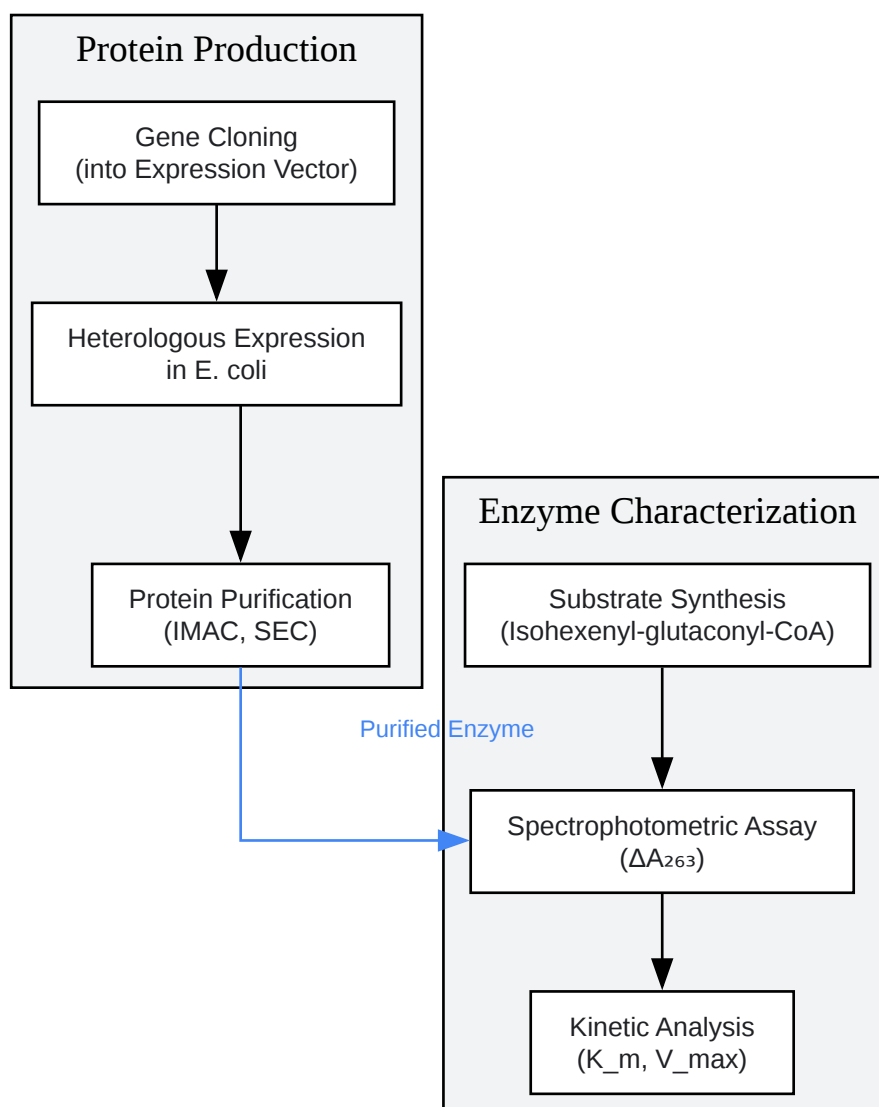 Protein Production
Gene Cloning
(into Expression Vector)
Heterologous Expression
in E. coli
Protein Purification
(IMAC, SEC)
Purified Enzyme
Enzyme Characterization
Substrate Synthesis
(Isohexenyl-glutaconyl-CoA)
Spectrophotometric Assay
(ΔA₂₆₃)
Kinetic Analysis
(K_m, V_max)